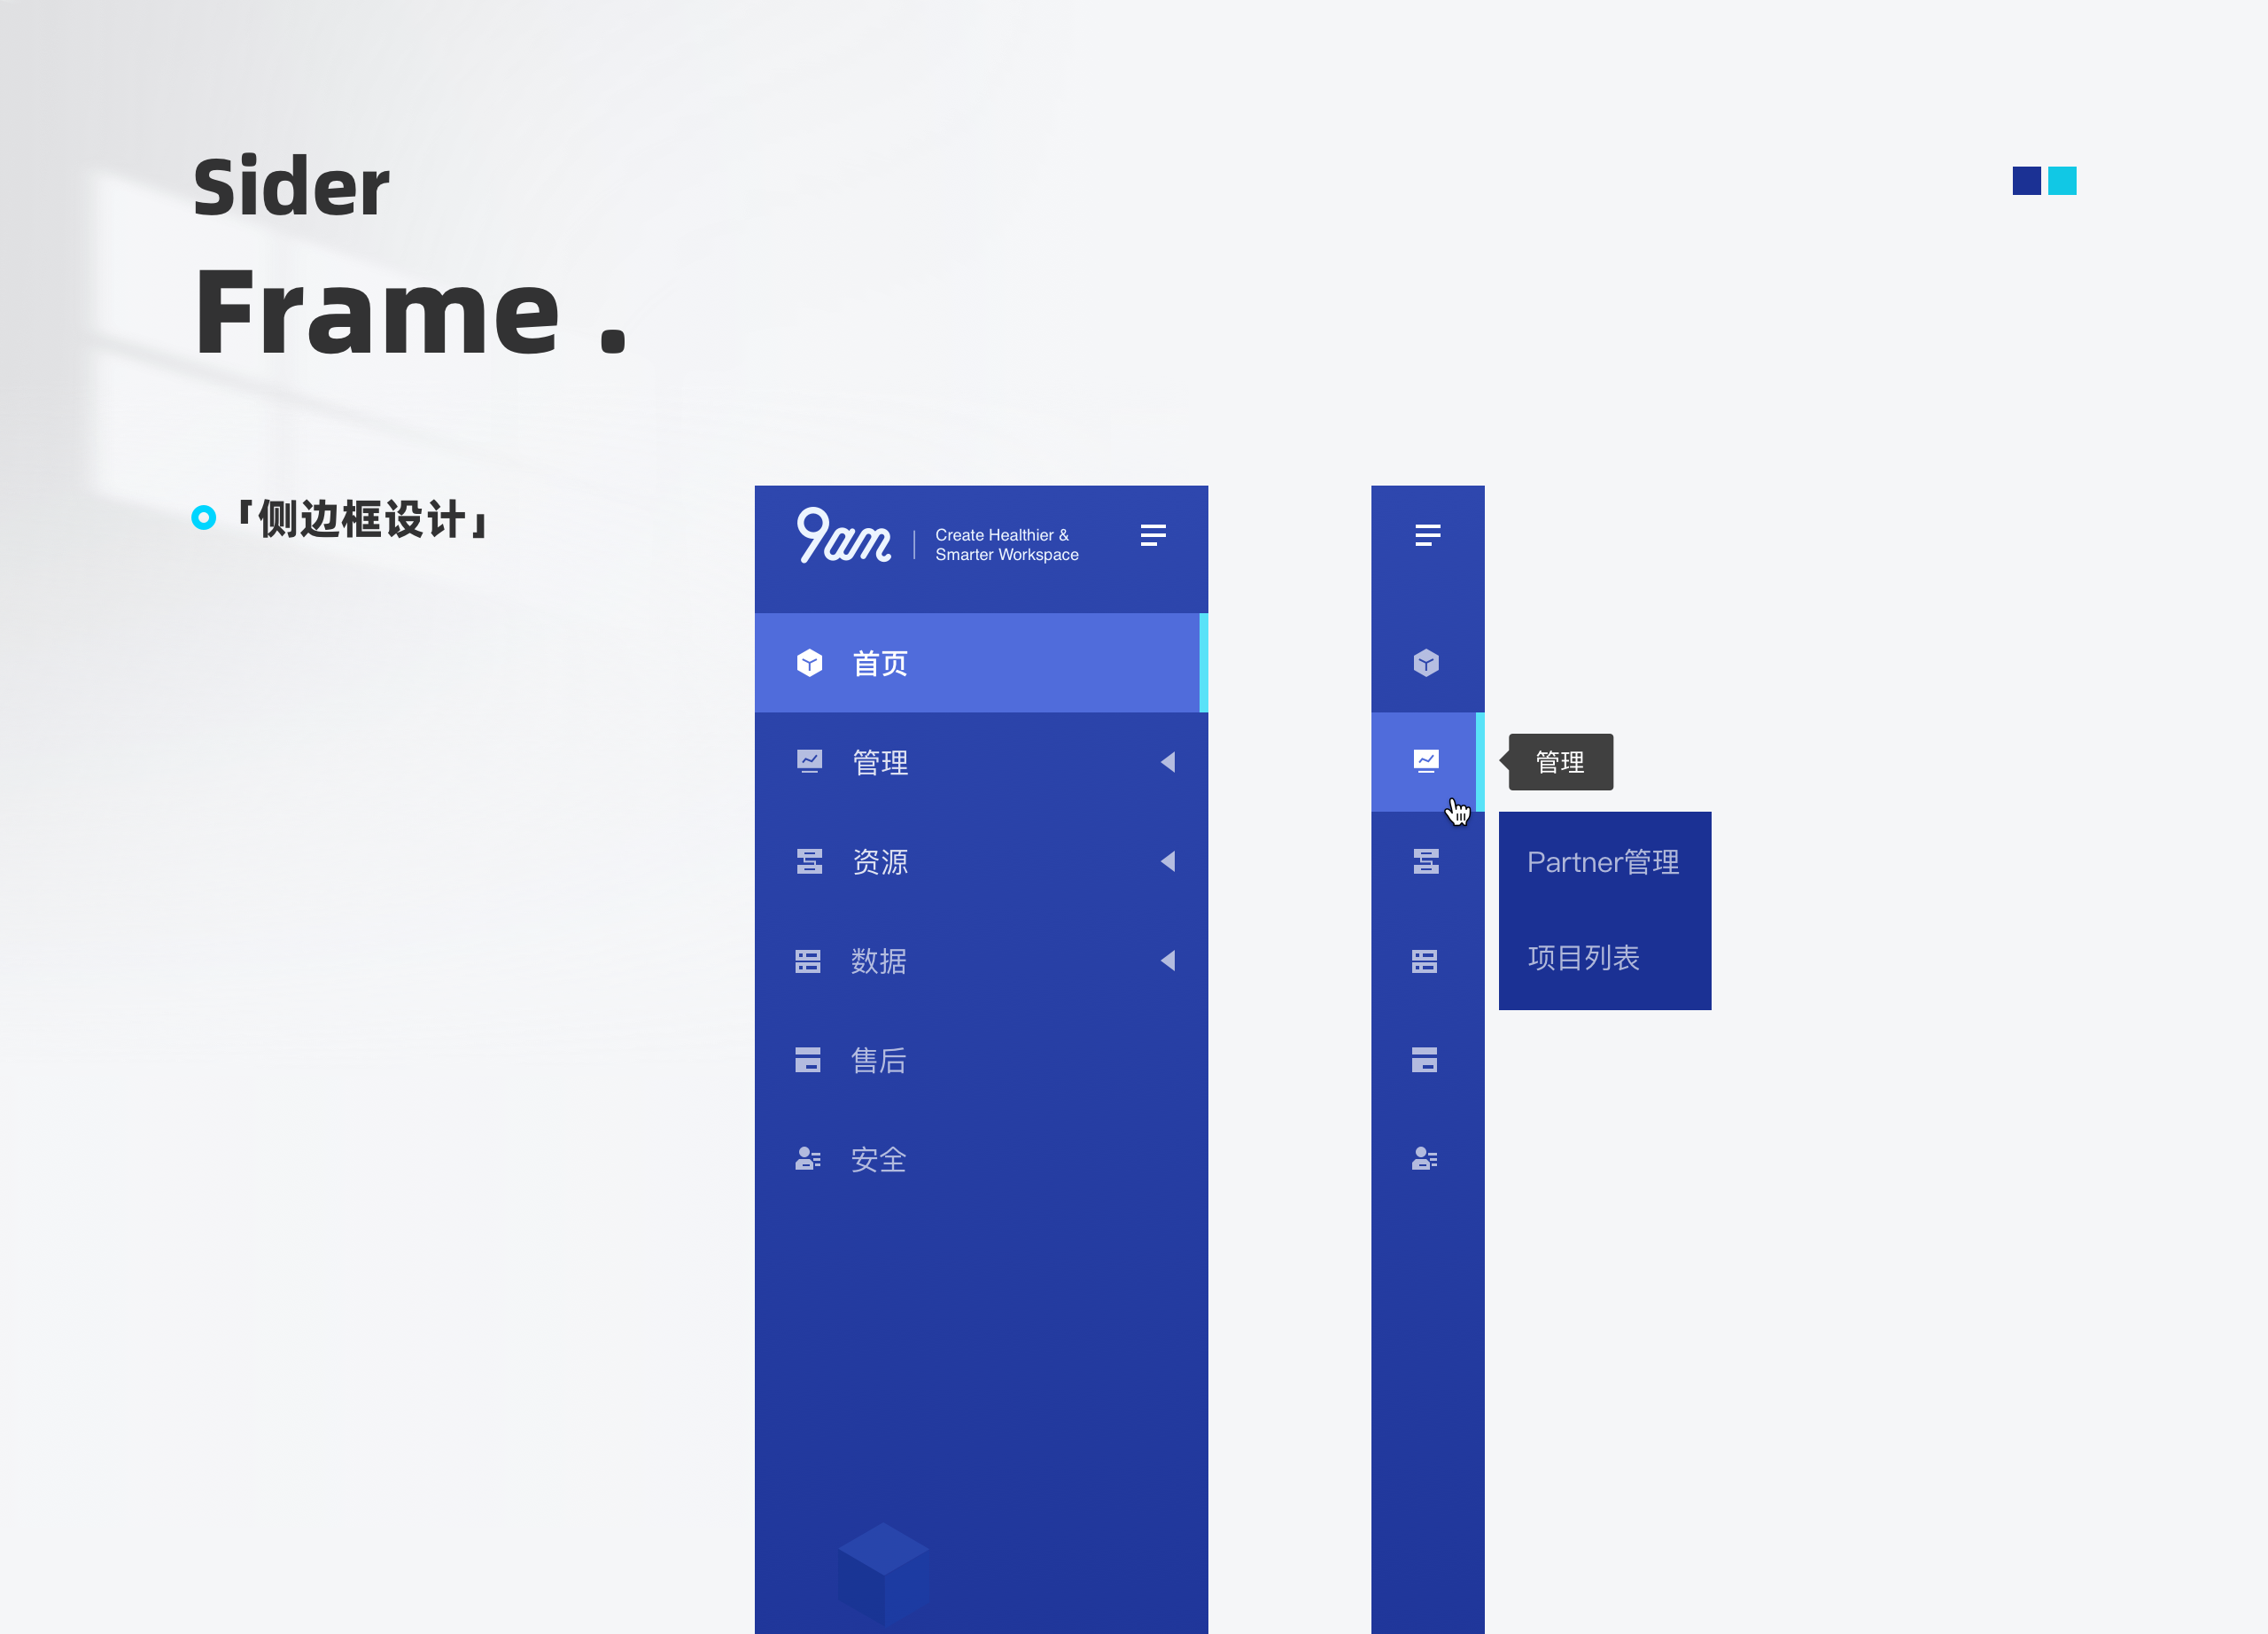 Sider
Frame .
「侧边框设计」
9am
Create Healthier &
Smarter Workspace
首页
管理
资源
数据
售后
安全
管理
Partner管理
项目列表